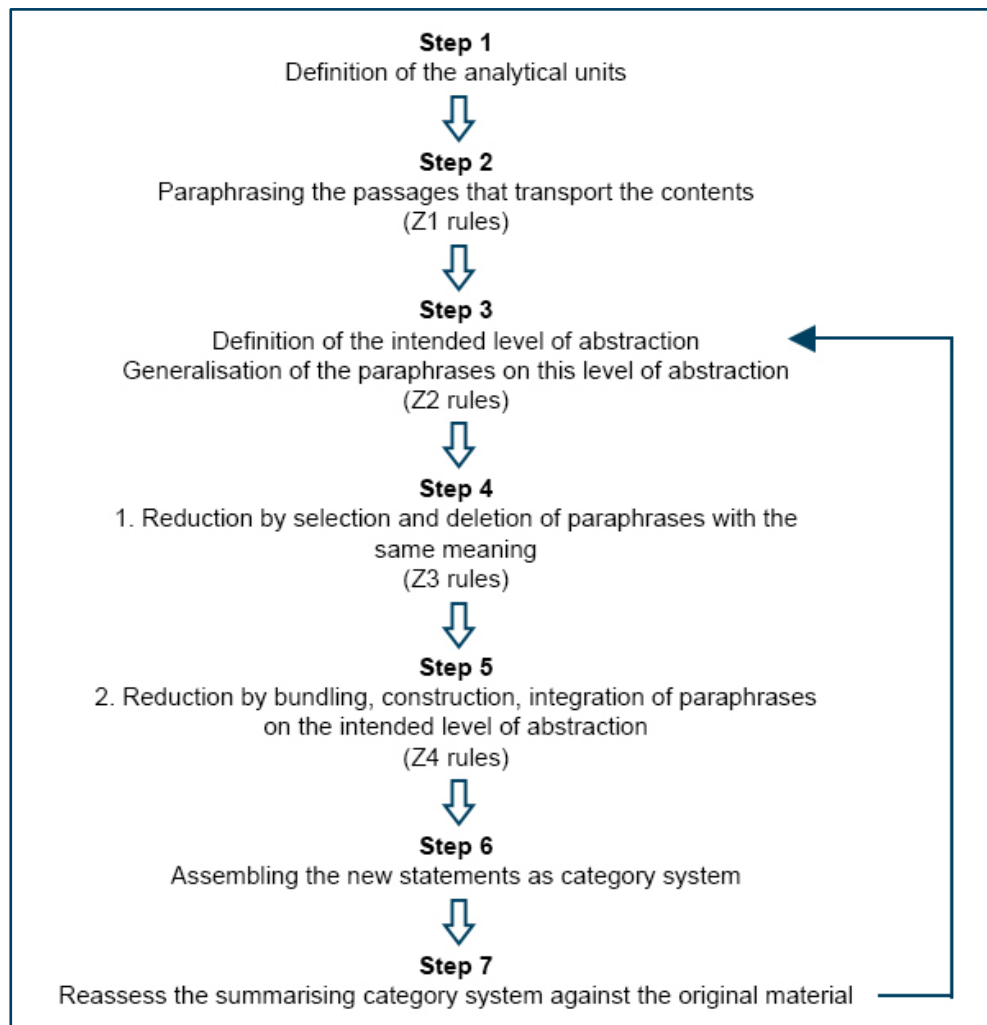 Step 1
Definition of the analytical units
Step 2
Paraphrasing the passages that transport the contents
(Z1 rules)
Step 3
Definition of the intended level of abstraction
Generalisation of the paraphrases on this level of abstraction
(Z2 rules)
Step 4
1. Reduction by selection and deletion of paraphrases with the
same meaning
(Z3 rules)
Step 5
2. Reduction by bundling, construction, integration of paraphrases
on the intended level of abstraction
(Z4 rules)
Step 6
Assembling the new statements as category system
Step 7
Reassess the summarising category system against the original material